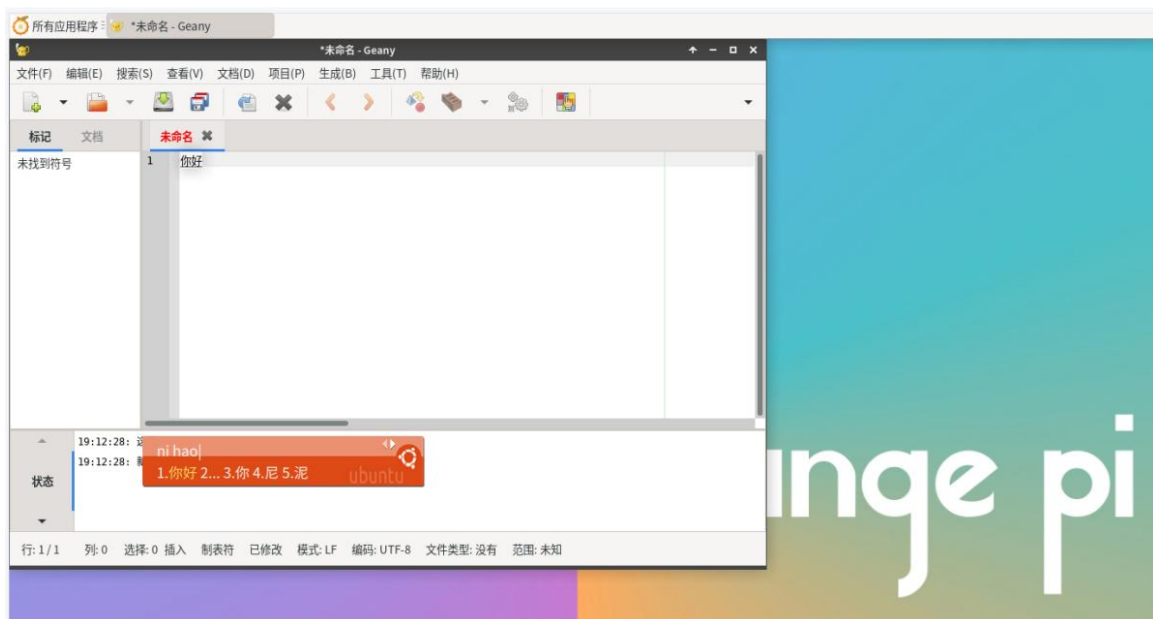 所有应用程序 *未命名 - Geany
*未命名 - Geany
文件(F) 编辑(E) 搜索(S) 查看(V) 文档(D) 项目(P) 生成(B) 工具(T) 帮助(H)
标记 文档 未命名
未找到符号 1 你好
19:12:28:
19:12:28:
ni hao
1.你好 2... 3.你 4.尼 5.泥
ubuntu
状态
行: 1 / 1 列: 0 选择: 0 插入 制表符 已修改 模式: LF 编码: UTF-8 文件类型: 没有 范围: 未知
nge pi